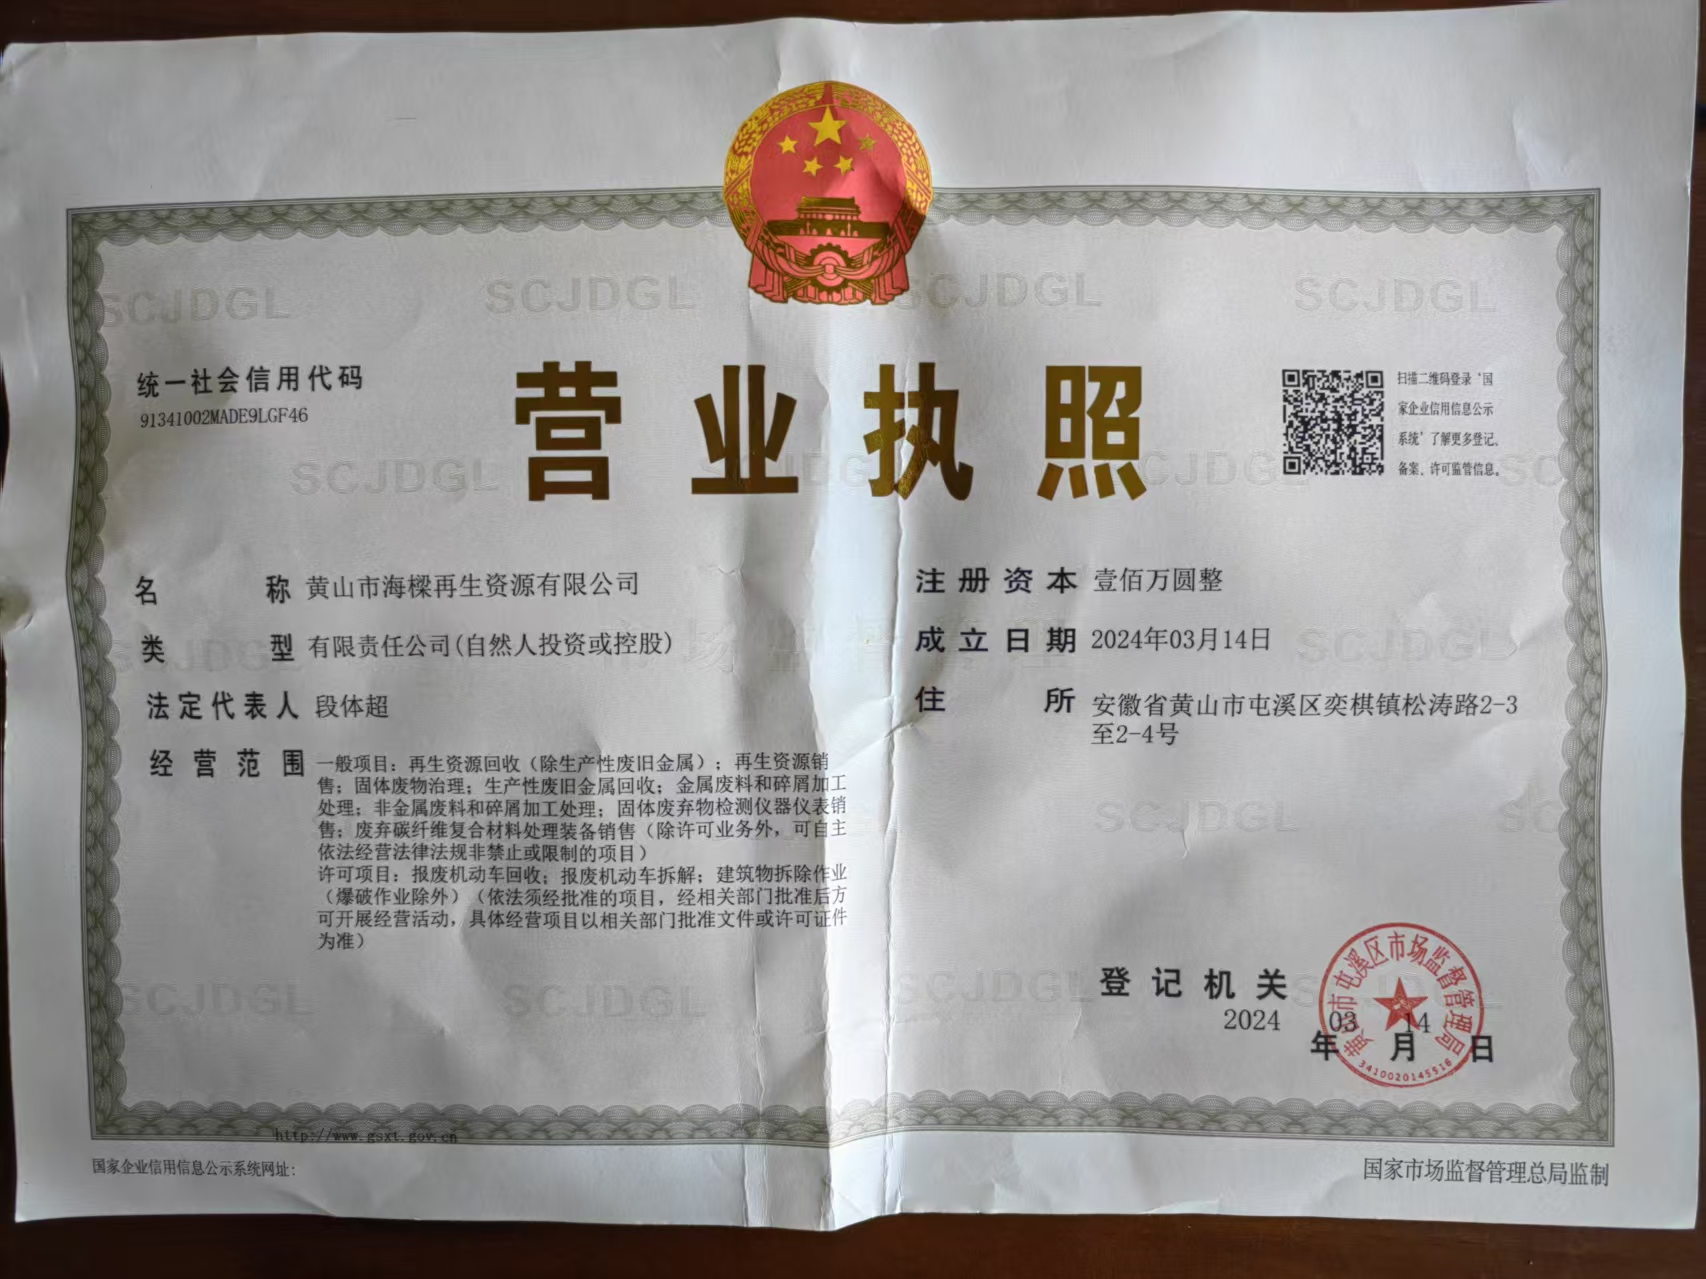 统一社会信用代码
91341002MADE9LGF46
营业执照
扫描二维码登录‘国
家企业信用信息公示
系统’了解更多登记、
备案、许可监管信息。
名称 黄山市海樑再生资源有限公司
类型 有限责任公司(自然人投资或控股)
法定代表人 段体超
经营范围 一般项目：再生资源回收（除生产性废旧金属）；再生资源销
售；固体废物治理；生产性废旧金属回收；金属废料和碎屑加工
处理；非金属废料和碎屑加工处理；固体废弃物检测仪器仪表销
售；废弃碳纤维复合材料处理装备销售（除许可业务外，可自主
依法经营法律法规非禁止或限制的项目）
许可项目：报废机动车回收；报废机动车拆解；建筑物拆除作业
（爆破作业除外）（依法须经批准的项目，经相关部门批准后方
可开展经营活动，具体经营项目以相关部门批准文件或许可证件
为准）
注册资本 壹佰万圆整
成立日期 2024年03月14日
住所 安徽省黄山市屯溪区奕棋镇松涛路2-3
至2-4号
登记机关
2024年03月14日
黄山市屯溪区市场监督管理局
3410020145516
http://www.gsxt.gov.cn
国家企业信用信息公示系统网址:
国家市场监督管理总局监制
SCJDGL
SCJDGL
SCJDGL
SCJDGL
SCJDGL
SCJDGL
SCJDGL
SCJDGL
SCJDGL
SCJDGL
SCJDGL